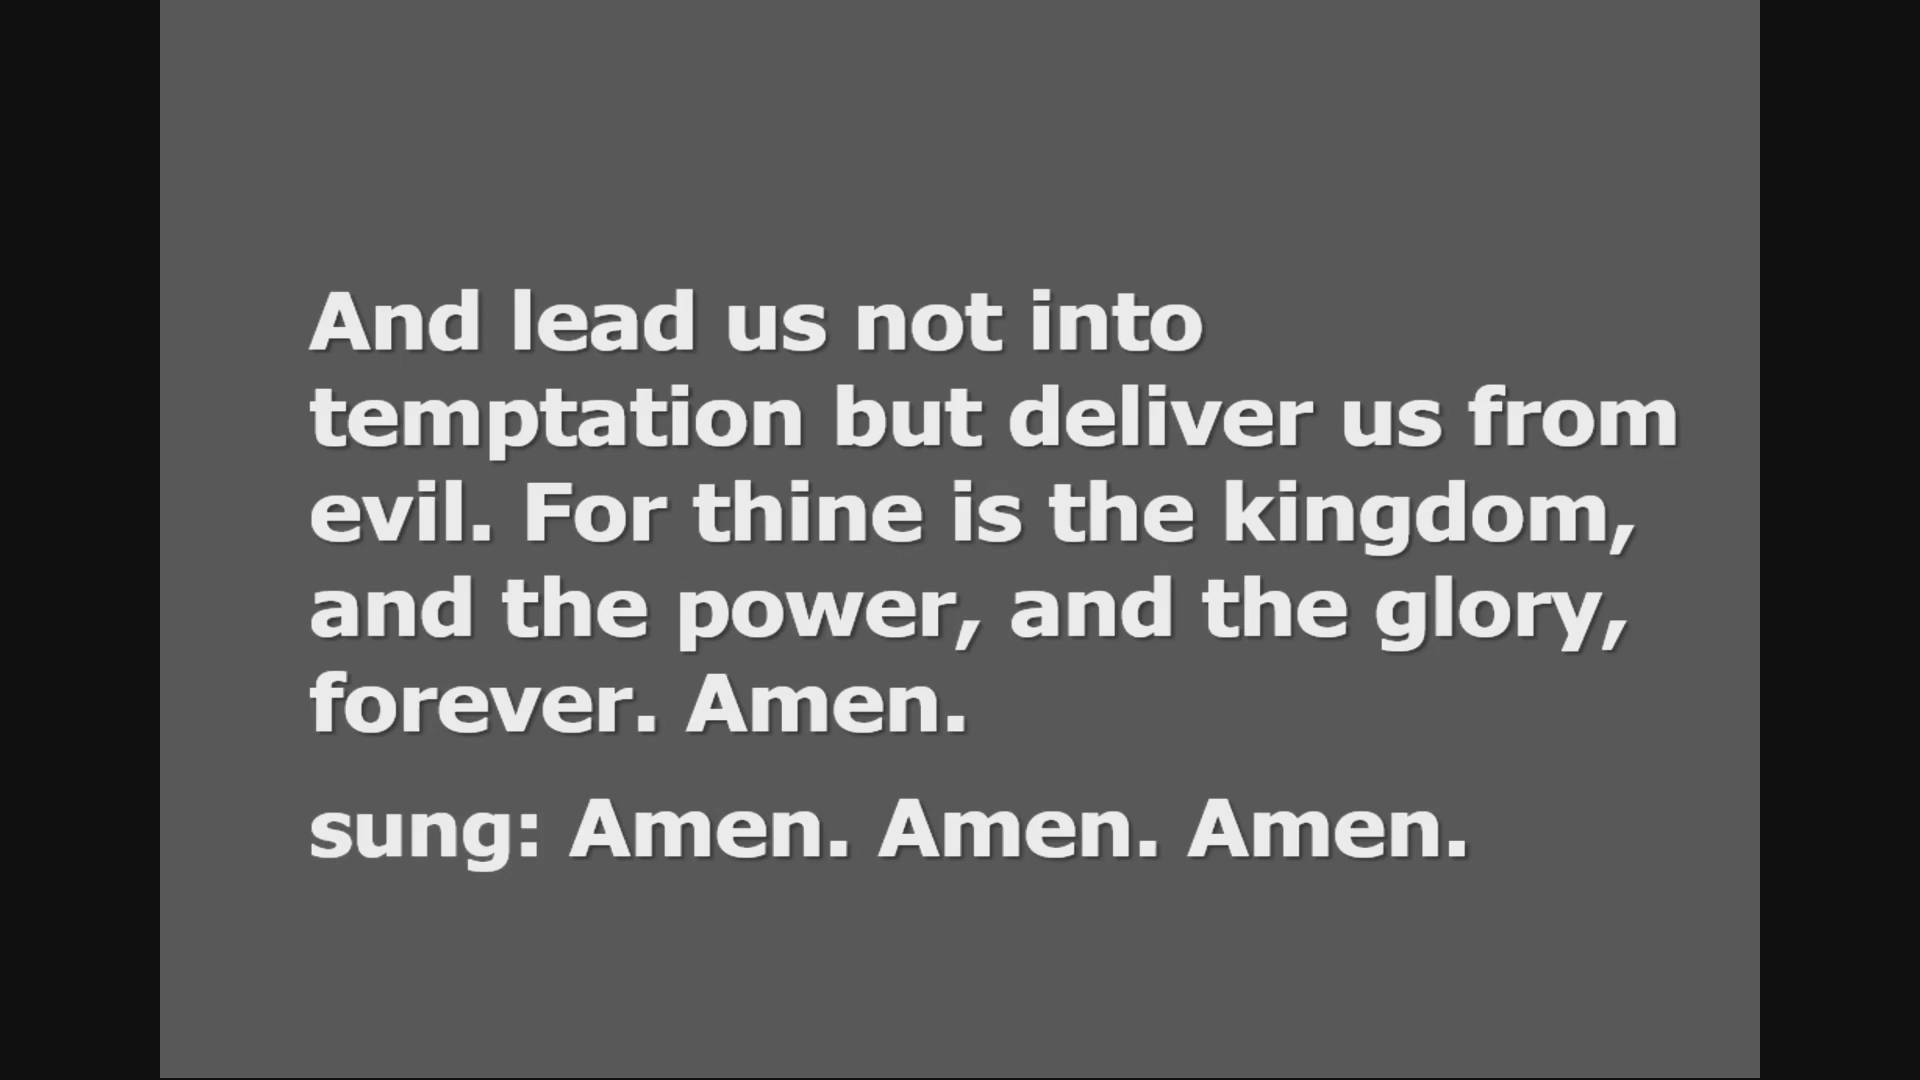 And lead us not into
temptation but deliver us from
evil. For thine is the kingdom,
and the power, and the glory,
forever. Amen.
sung: Amen. Amen. Amen.